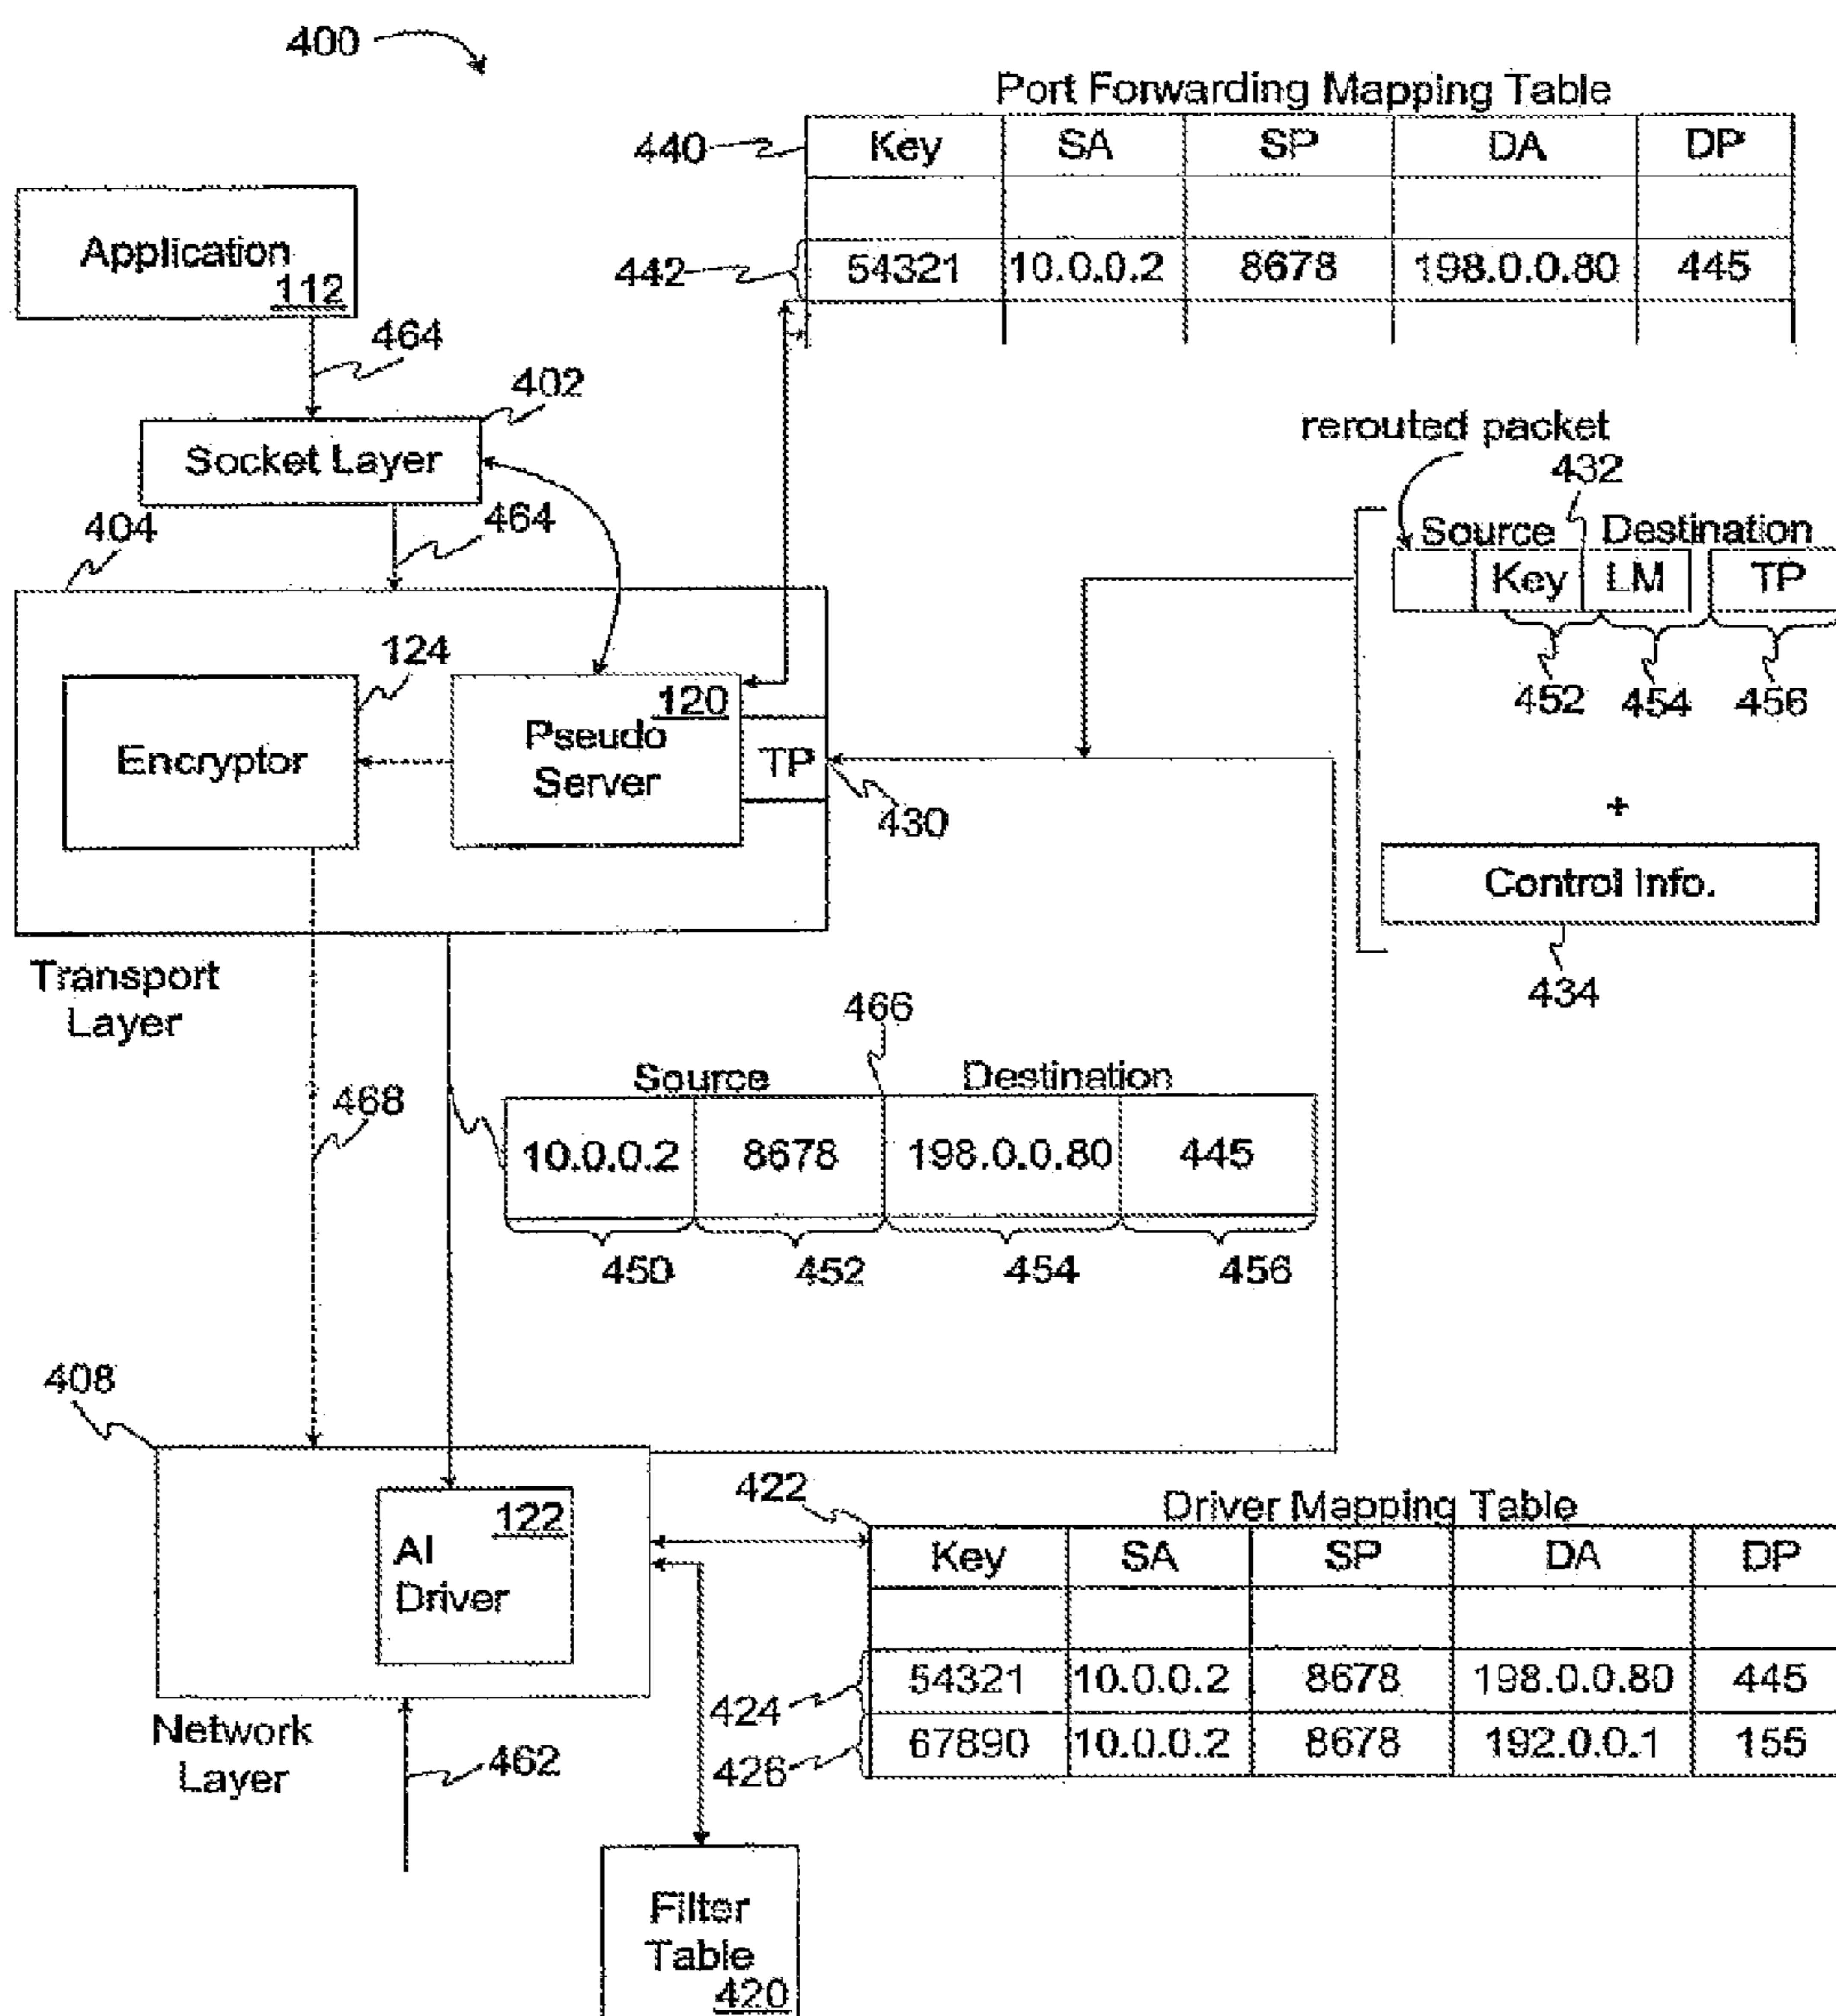 400
Port Forwarding Mapping Table
440
Key SA SP DA DP
442
54321 10.0.0.2 8678 198.0.0.80 445
Application
112
464
402
Socket Layer
464
404
rerouted packet
432
Source Destination
Key LM TP
452 454 456
+
Control Info.
434
124
Encryptor
120
Pseudo
Server
TP
430
Transport
Layer
466
Source Destination
10.0.0.2 8678 198.0.0.80 445
450 452 454 456
468
408
122
AI
Driver
Network
Layer
462
422
Driver Mapping Table
Key SA SP DA DP
424
54321 10.0.0.2 8678 198.0.0.80 445
426
67890 10.0.0.2 8678 192.0.0.1 155
Filter
Table
420